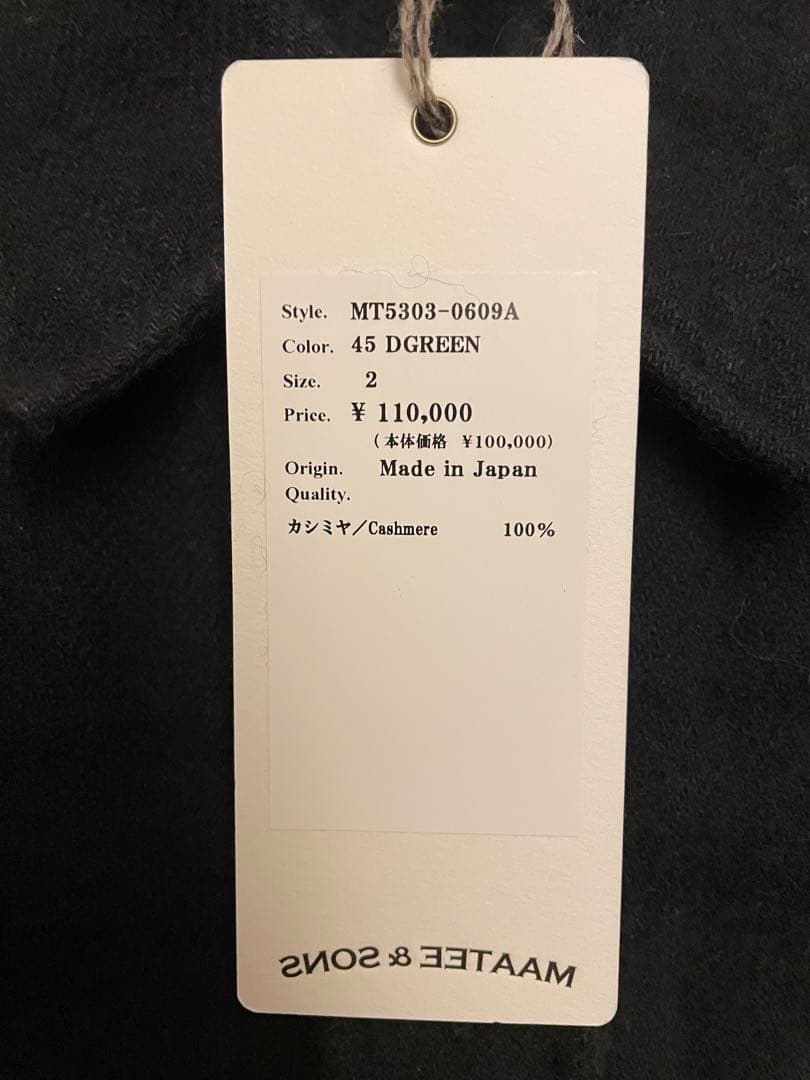 Style. MT5303-0609A
Color. 45 DGREEN
Size. 2
Price. ¥ 110,000
(本体価格 ¥100,000)
Origin. Made in Japan
Quality.
カシミヤ/Cashmere 100%
MAATEE & SONS